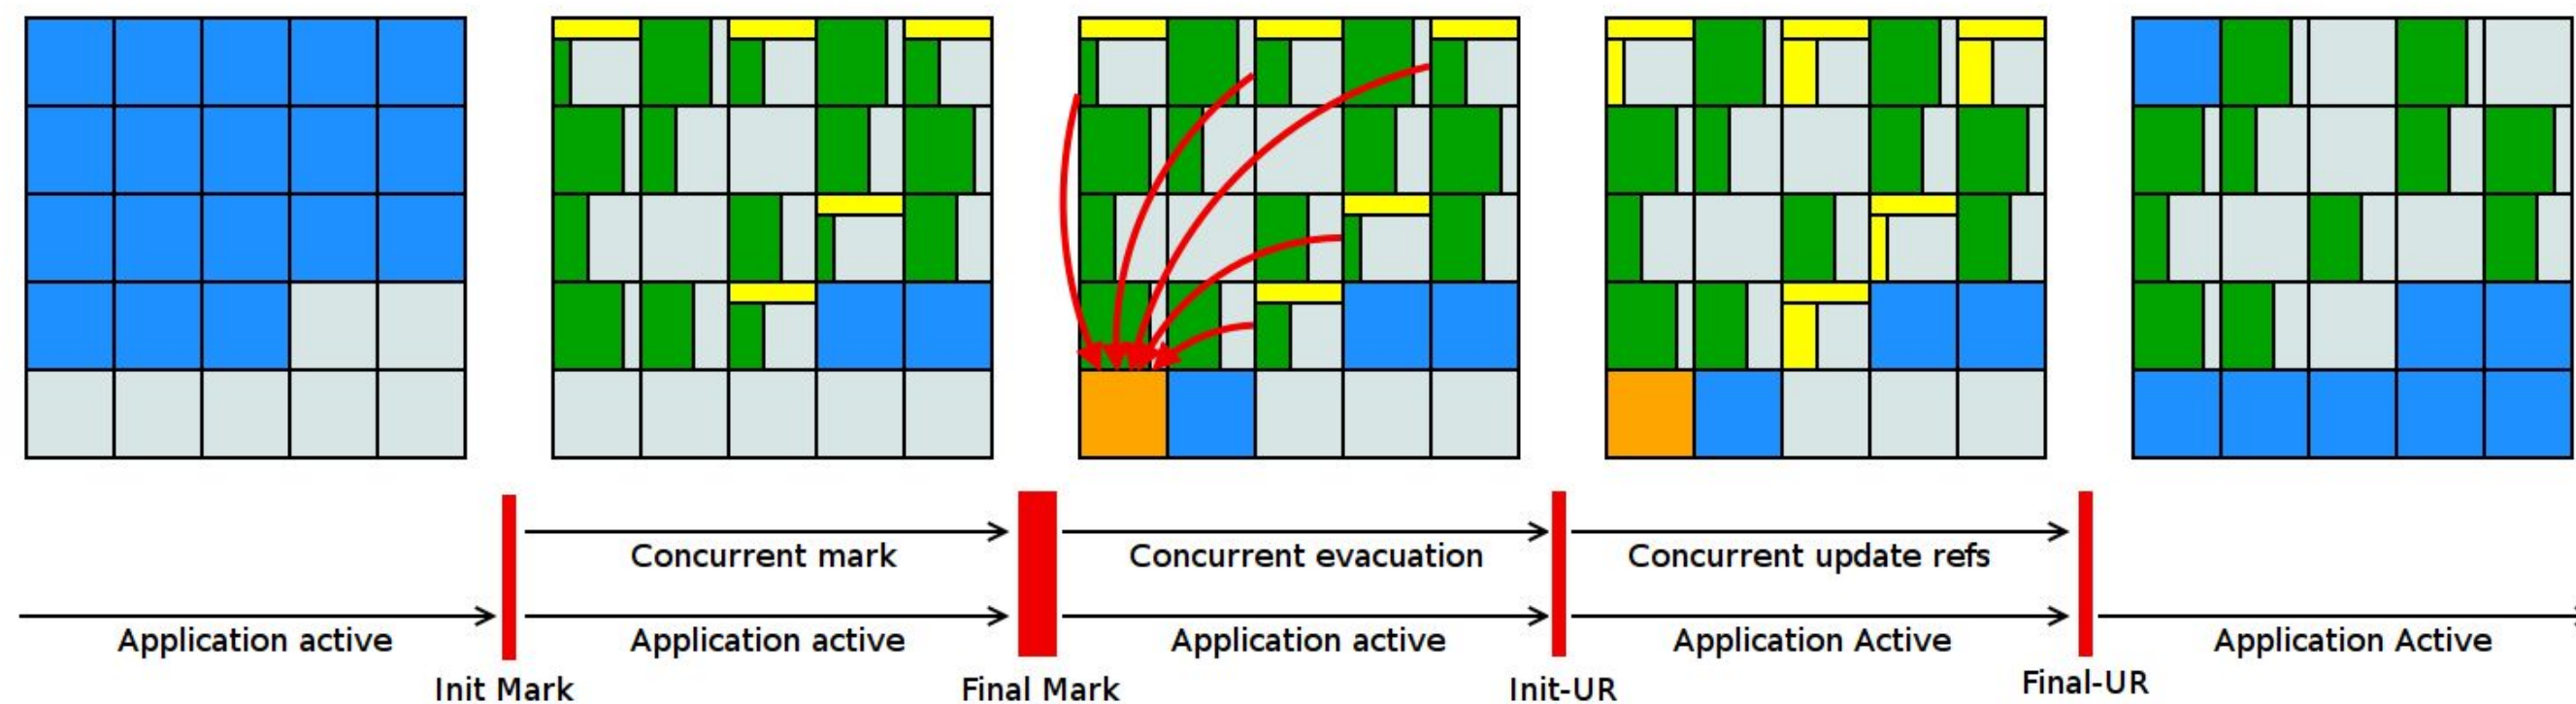 Concurrent mark
Concurrent evacuation
Concurrent update refs
Application active
Application active
Application active
Application Active
Application Active
Init Mark
Final Mark
Init-UR
Final-UR